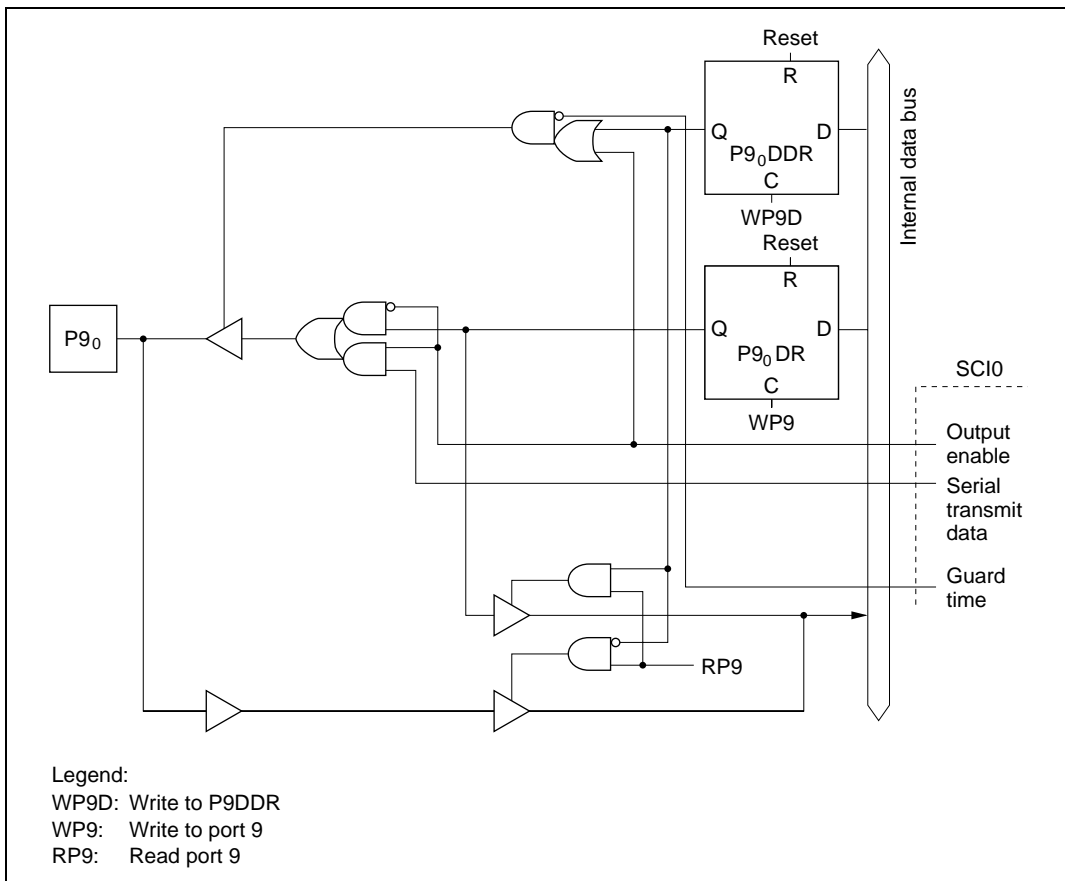 Reset
R
Q
D
P9₀DDR
C
WP9D
Internal data bus
Reset
R
Q
D
P9₀DR
C
WP9
P9₀
SCI0
Output
enable
Serial
transmit
data
Guard
time
RP9
Legend:
WP9D: Write to P9DDR
WP9: Write to port 9
RP9: Read port 9